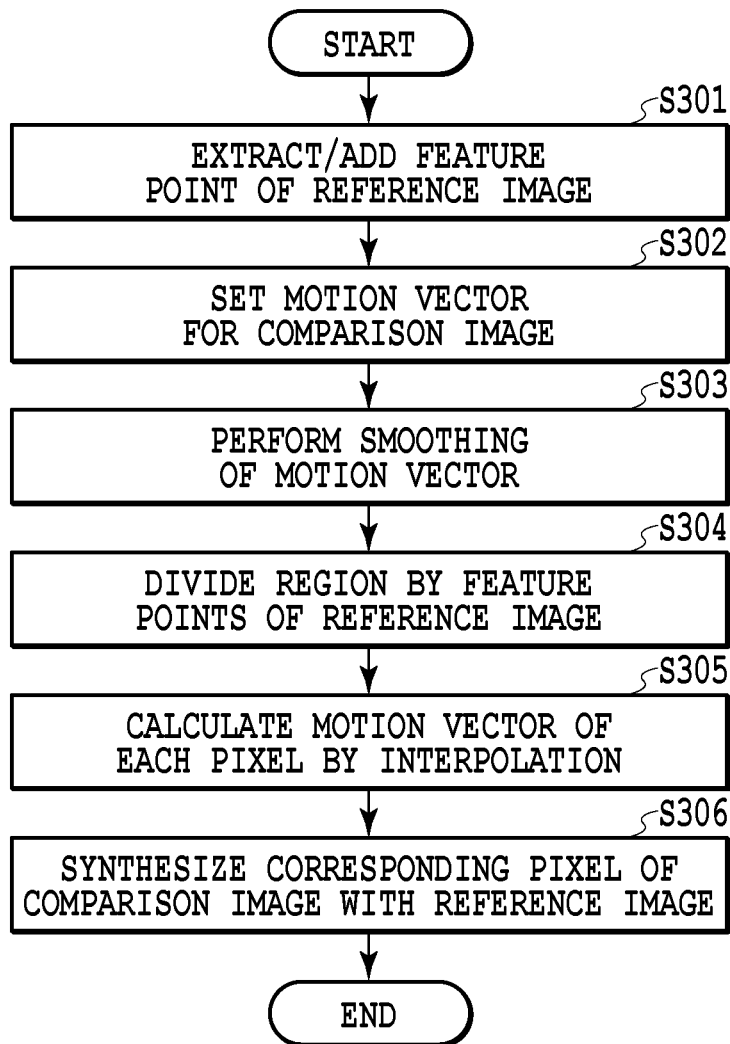 START
S301
EXTRACT/ADD FEATURE
POINT OF REFERENCE IMAGE
S302
SET MOTION VECTOR
FOR COMPARISON IMAGE
S303
PERFORM SMOOTHING
OF MOTION VECTOR
S304
DIVIDE REGION BY FEATURE
POINTS OF REFERENCE IMAGE
S305
CALCULATE MOTION VECTOR OF
EACH PIXEL BY INTERPOLATION
S306
SYNTHESIZE CORRESPONDING PIXEL OF
COMPARISON IMAGE WITH REFERENCE IMAGE
END